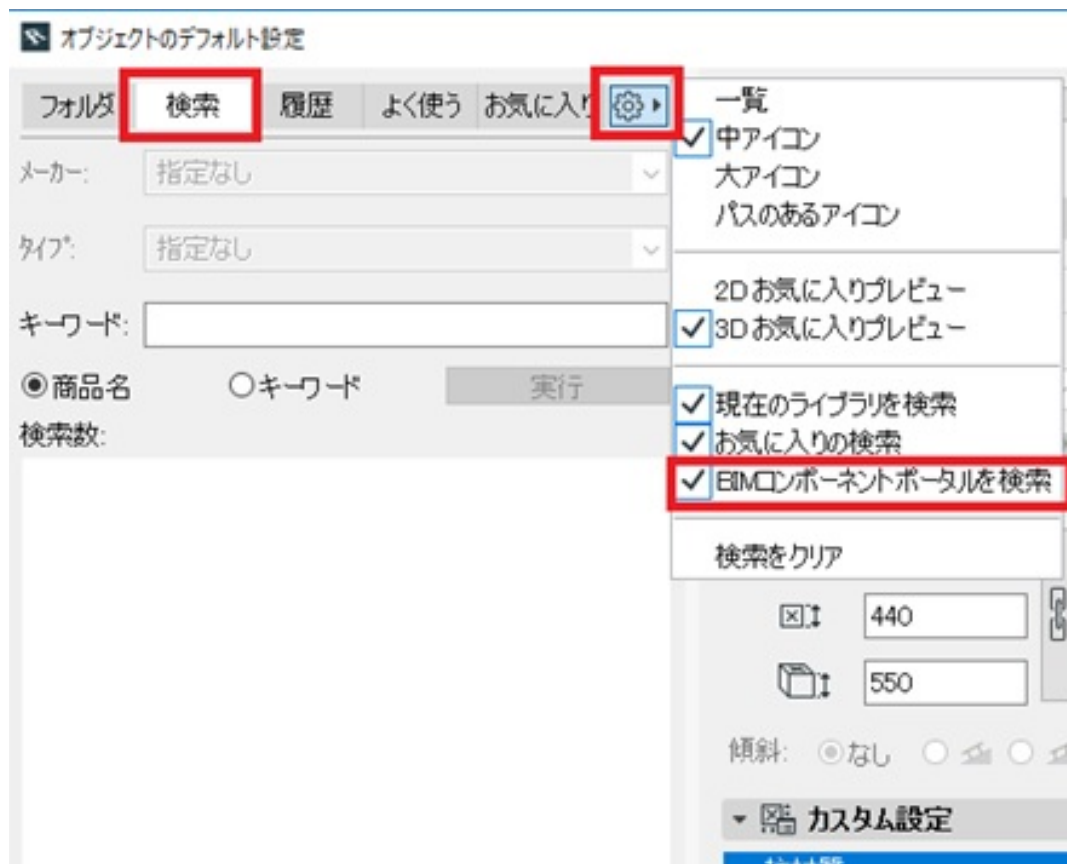 オブジェクトのデフォルト設定
フォルダ 検索 履歴 よく使う お気に入り
一覧
中アイコン
大アイコン
パスのあるアイコン
2Dお気に入りプレビュー
3Dお気に入りプレビュー
現在のライブラリを検索
お気に入りの検索
BIMコンポーネントポータルを検索
検索をクリア
メーカー: 指定なし
タイプ: 指定なし
キーワード:
商品名 キーワード 実行
検索数:
440
550
傾斜: なし
カスタム設定